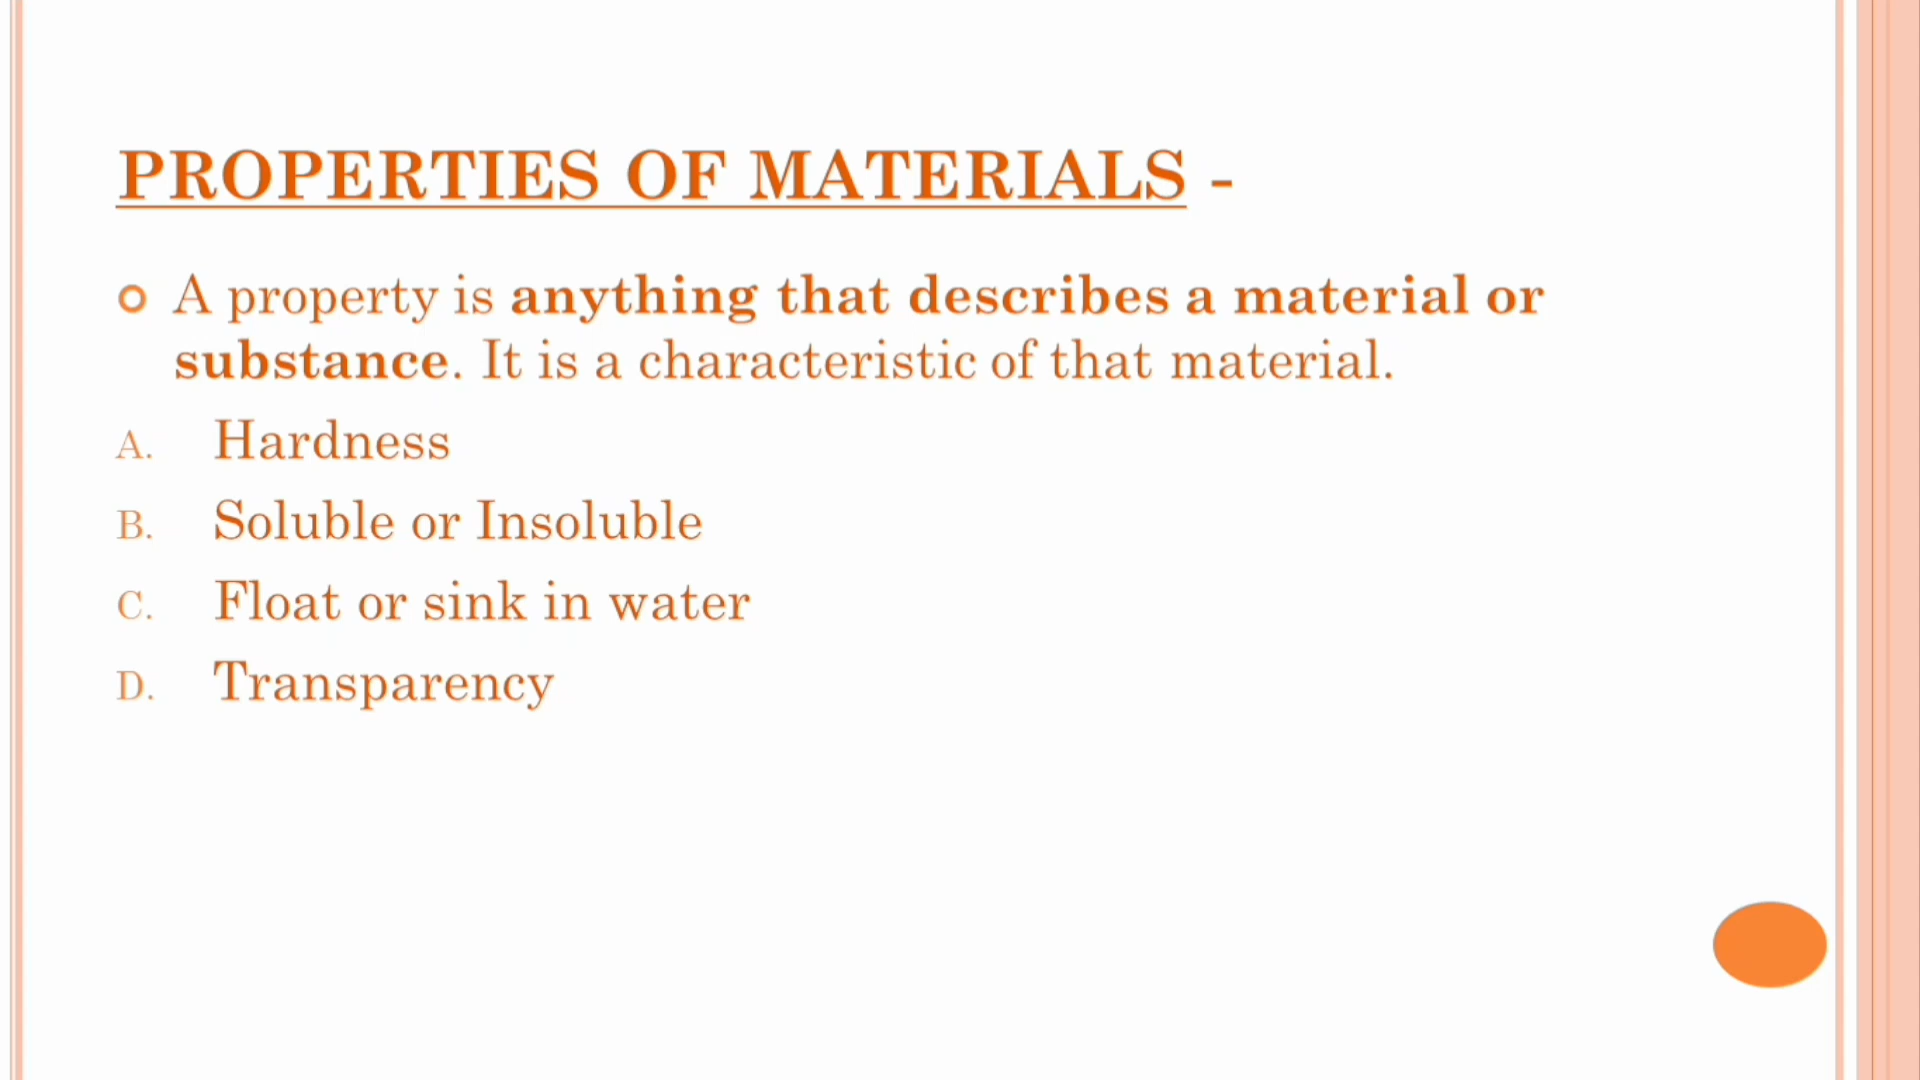 PROPERTIES OF MATERIALS -
A property is anything that describes a material or
substance. It is a characteristic of that material.
A. Hardness
B. Soluble or Insoluble
C. Float or sink in water
D. Transparency